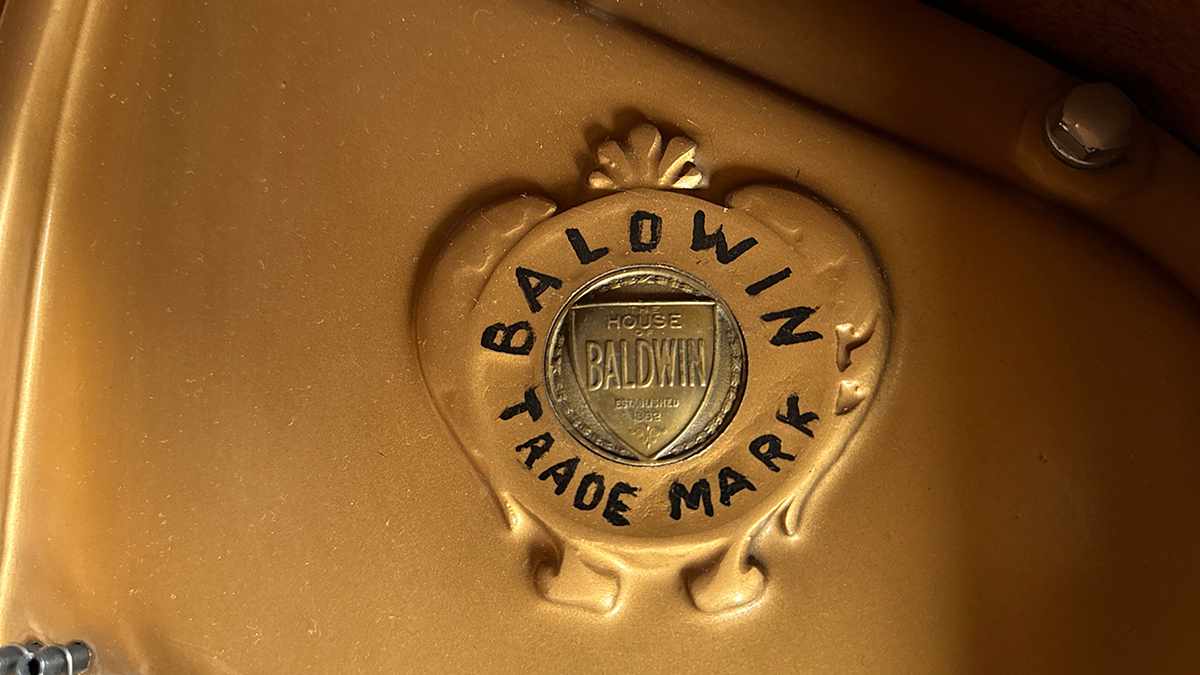 BALDWIN
THE
HOUSE
OF
BALDWIN
ESTABLISHED
1862
TRADE MARK